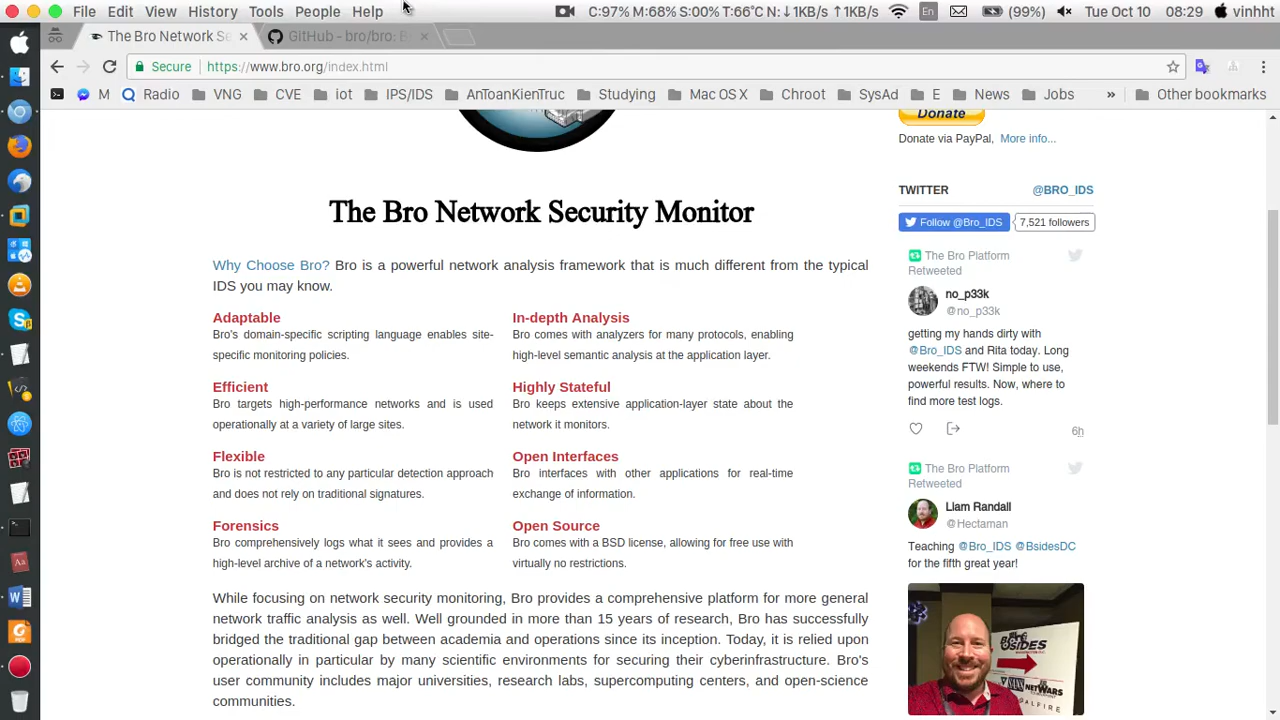 File Edit View History Tools People Help
C:97% M:68% S:00% T:66°C N:↓1KB/s ↑1KB/s En (99%) Tue Oct 10 08:29 vinhht
The Bro Network Se
GitHub - bro/bro: B
Secure https://www.bro.org/index.html
M Radio VNG CVE iot IPS/IDS AnToanKienTruc Studying Mac OS X Chroot SysAd E News Jobs » Other bookmarks
The Bro Network Security Monitor
Why Choose Bro? Bro is a powerful network analysis framework that is much different from the typical
IDS you may know.
Adaptable
Bro's domain-specific scripting language enables site-
specific monitoring policies.
In-depth Analysis
Bro comes with analyzers for many protocols, enabling
high-level semantic analysis at the application layer.
Efficient
Bro targets high-performance networks and is used
operationally at a variety of large sites.
Highly Stateful
Bro keeps extensive application-layer state about the
network it monitors.
Flexible
Bro is not restricted to any particular detection approach
and does not rely on traditional signatures.
Open Interfaces
Bro interfaces with other applications for real-time
exchange of information.
Forensics
Bro comprehensively logs what it sees and provides a
high-level archive of a network's activity.
Open Source
Bro comes with a BSD license, allowing for free use with
virtually no restrictions.
While focusing on network security monitoring, Bro provides a comprehensive platform for more general
network traffic analysis as well. Well grounded in more than 15 years of research, Bro has successfully
bridged the traditional gap between academia and operations since its inception. Today, it is relied upon
operationally in particular by many scientific environments for securing their cyberinfrastructure. Bro's
user community includes major universities, research labs, supercomputing centers, and open-science
communities.
Donate
Donate via PayPal, More info...
TWITTER @BRO_IDS
Follow @Bro_IDS 7,521 followers
The Bro Platform
Retweeted
no_p33k
@no_p33k
getting my hands dirty with
@Bro_IDS and Rita today. Long
weekends FTW! Simple to use,
powerful results. Now, where to
find more test logs.
6h
The Bro Platform
Retweeted
Liam Randall
@Hectaman
Teaching @Bro_IDS @BsidesDC
for the fifth great year!
SIDES
NETWARS
Aa